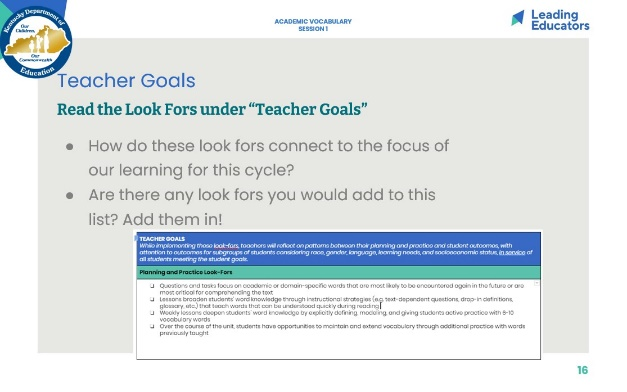 Kentucky Department of
Our
Children,
Our
Commonwealth
Education
ACADEMIC VOCABULARY
SESSION 1
Leading
Educators
Teacher Goals
Read the Look Fors under “Teacher Goals”
● How do these look fors connect to the focus of
our learning for this cycle?
● Are there any look fors you would add to this
list? Add them in!
TEACHER GOALS
While implementing these look-fors, teachers will reflect on patterns between their planning and practice and student outcomes, with
attention to outcomes for subgroups of students considering race, gender, language, learning needs, and socioeconomic status, in service of
all students meeting the student goals.
Planning and Practice Look-Fors
❑ Questions and tasks focus on academic or domain-specific words that are most likely to be encountered again in the future or are
most critical for comprehending the text
❑ Lessons broaden students' word knowledge through instructional strategies (e.g. text-dependent questions, drop-in definitions,
glossary, etc.) that teach words that can be understood quickly during reading
❑ Weekly lessons deepen students' word knowledge by explicitly defining, modeling, and giving students active practice with 6-10
vocabulary words
❑ Over the course of the unit, students have opportunities to maintain and extend vocabulary through additional practice with words
previously taught
16